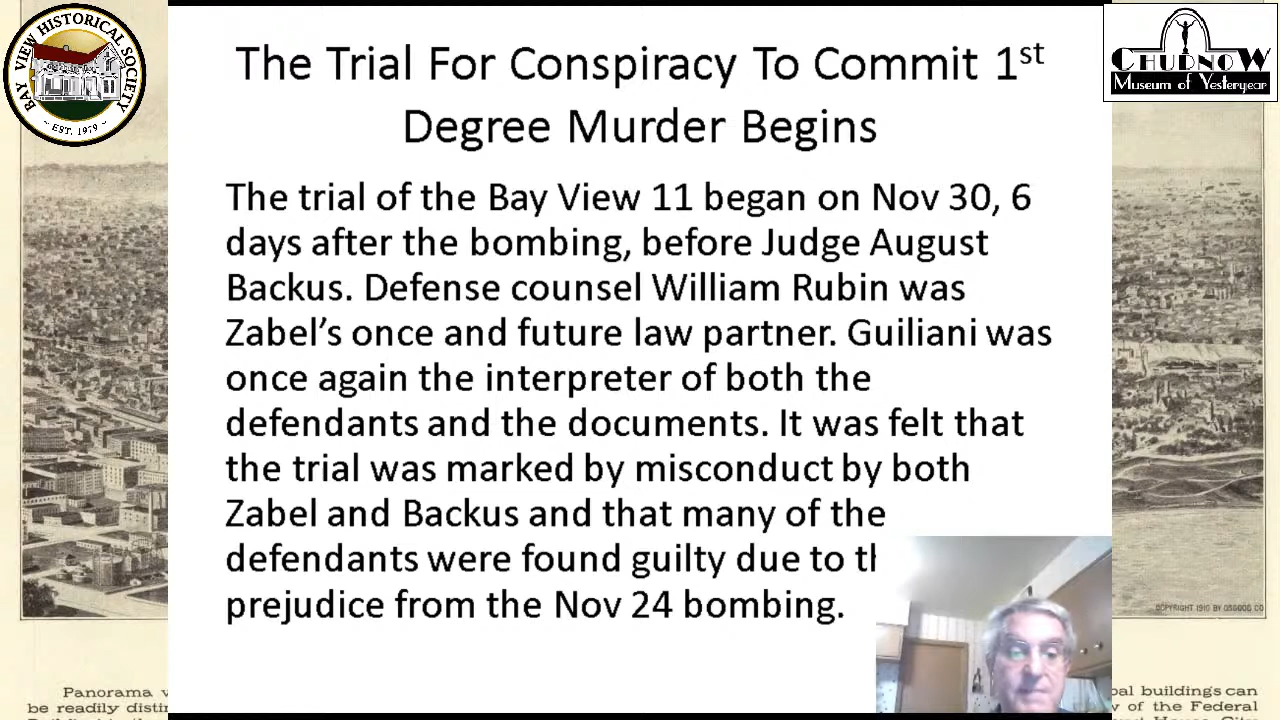 BAY VIEW HISTORICAL SOCIETY
~ EST. 1979 ~
CHUDNOW
Museum of Yesteryear
The Trial For Conspiracy To Commit 1st
Degree Murder Begins
The trial of the Bay View 11 began on Nov 30, 6
days after the bombing, before Judge August
Backus. Defense counsel William Rubin was
Zabel’s once and future law partner. Guiliani was
once again the interpreter of both the
defendants and the documents. It was felt that
the trial was marked by misconduct by both
Zabel and Backus and that many of the
defendants were found guilty due to
prejudice from the Nov 24 bombing.
COPYRIGHT 1910 BY OSGOOD CO
Panorama
be readily
buildings can
of the Federal